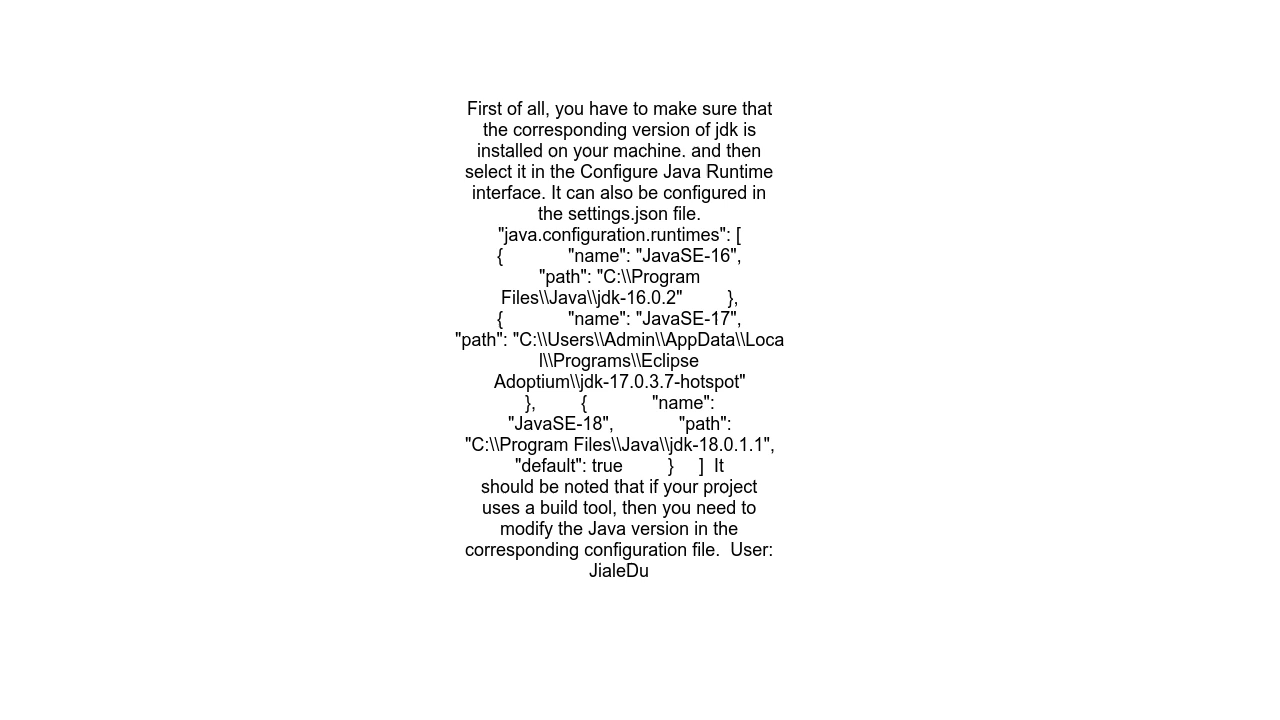 First of all, you have to make sure that
the corresponding version of jdk is
installed on your machine. and then
select it in the Configure Java Runtime
interface. It can also be configured in
the settings.json file.
"java.configuration.runtimes": [
{             "name": "JavaSE-16",
"path": "C:\\Program
Files\\Java\\jdk-16.0.2"         },
{             "name": "JavaSE-17",
"path": "C:\\Users\\Admin\\AppData\\Loca
l\\Programs\\Eclipse
Adoptium\\jdk-17.0.3.7-hotspot"
},         {             "name":
"JavaSE-18",             "path":
"C:\\Program Files\\Java\\jdk-18.0.1.1",
"default": true         }     ]  It
should be noted that if your project
uses a build tool, then you need to
modify the Java version in the
corresponding configuration file.  User:
JialeDu